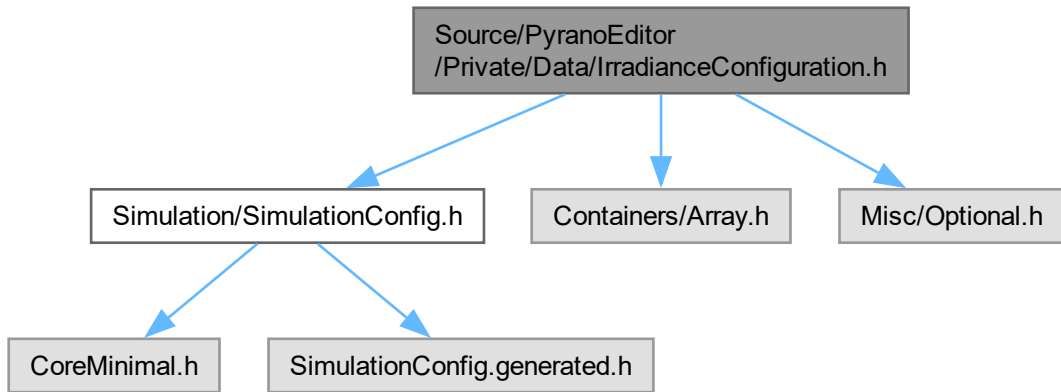 Source/PyranoEditor
/Private/Data/IrradianceConfiguration.h
Simulation/SimulationConfig.h
Containers/Array.h
Misc/Optional.h
CoreMinimal.h
SimulationConfig.generated.h